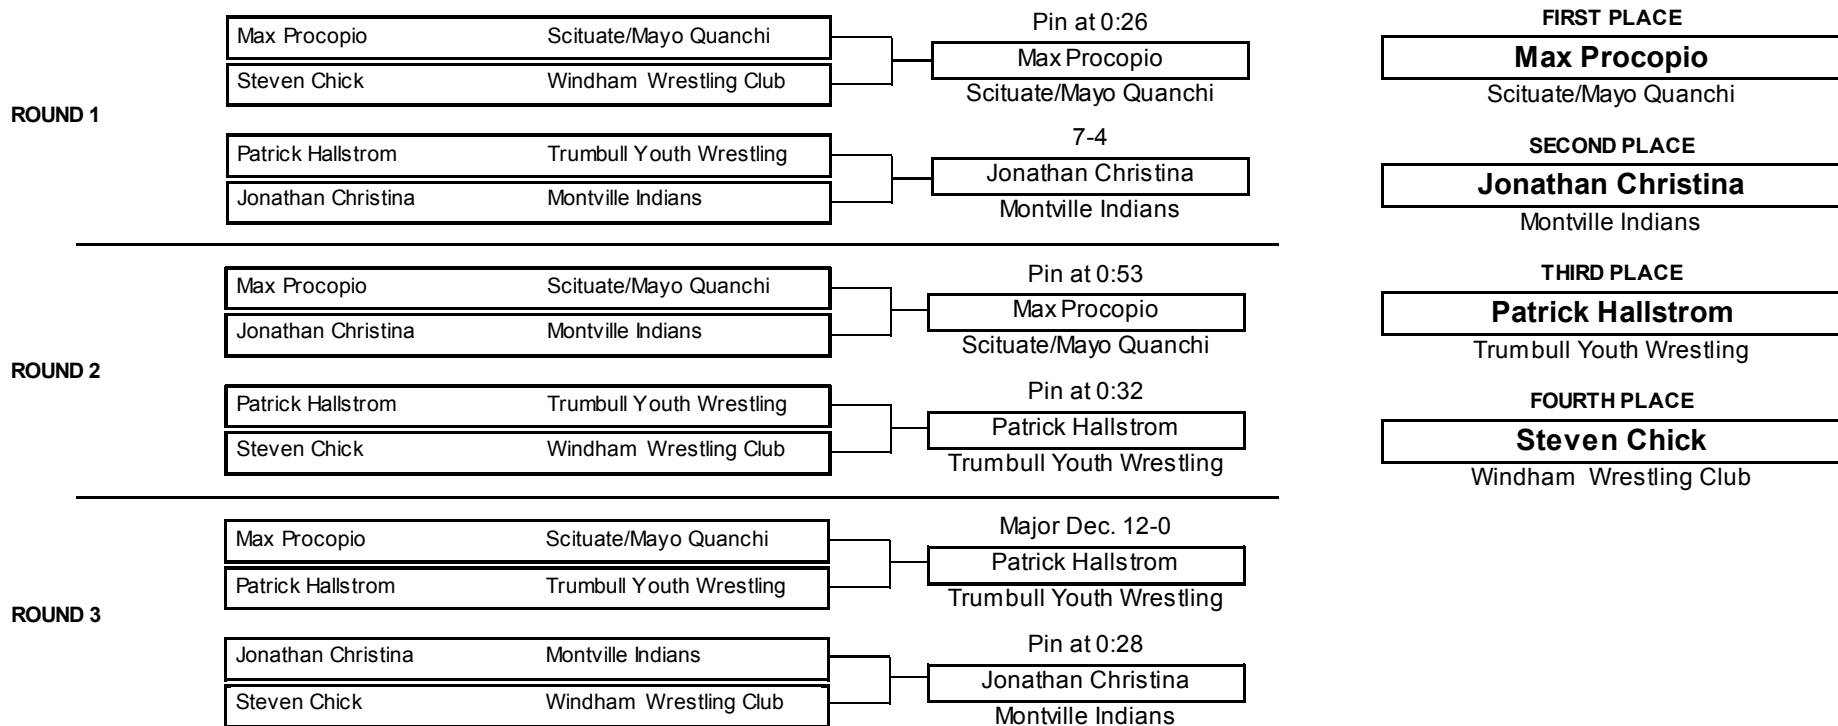 ROUND 1
Max Procopio Scituate/Mayo Quanchi
Steven Chick Windham Wrestling Club
Pin at 0:26
Max Procopio
Scituate/Mayo Quanchi
Patrick Hallstrom Trumbull Youth Wrestling
Jonathan Christina Montville Indians
7-4
Jonathan Christina
Montville Indians
ROUND 2
Max Procopio Scituate/Mayo Quanchi
Jonathan Christina Montville Indians
Pin at 0:53
Max Procopio
Scituate/Mayo Quanchi
Patrick Hallstrom Trumbull Youth Wrestling
Steven Chick Windham Wrestling Club
Pin at 0:32
Patrick Hallstrom
Trumbull Youth Wrestling
ROUND 3
Max Procopio Scituate/Mayo Quanchi
Patrick Hallstrom Trumbull Youth Wrestling
Major Dec. 12-0
Patrick Hallstrom
Trumbull Youth Wrestling
Jonathan Christina Montville Indians
Steven Chick Windham Wrestling Club
Pin at 0:28
Jonathan Christina
Montville Indians
FIRST PLACE
Max Procopio
Scituate/Mayo Quanchi
SECOND PLACE
Jonathan Christina
Montville Indians
THIRD PLACE
Patrick Hallstrom
Trumbull Youth Wrestling
FOURTH PLACE
Steven Chick
Windham Wrestling Club